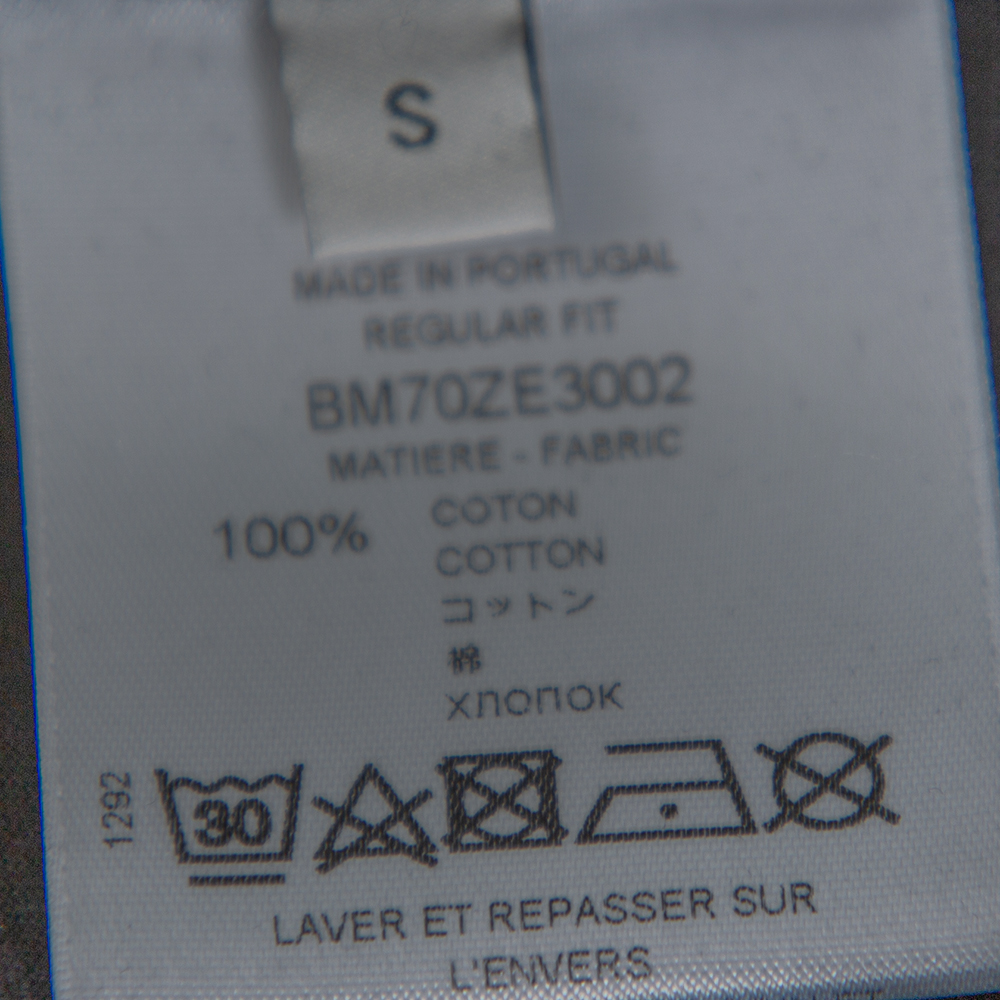 S
MADE IN PORTUGAL
REGULAR FIT
BM70ZE3002
MATIERE - FABRIC
100% COTON
COTTON
コットン
棉
ХЛОПОК
1292
30
LAVER ET REPASSER SUR
L'ENVERS